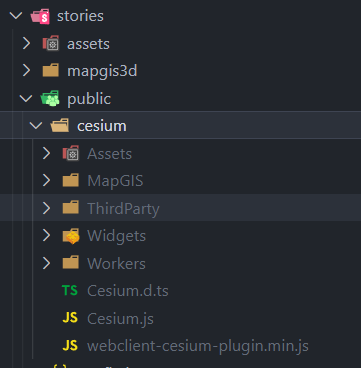 stories
assets
mapgis3d
public
cesium
Assets
MapGIS
ThirdParty
Widgets
Workers
TS Cesium.d.ts
JS Cesium.js
JS webclient-cesium-plugin.min.js